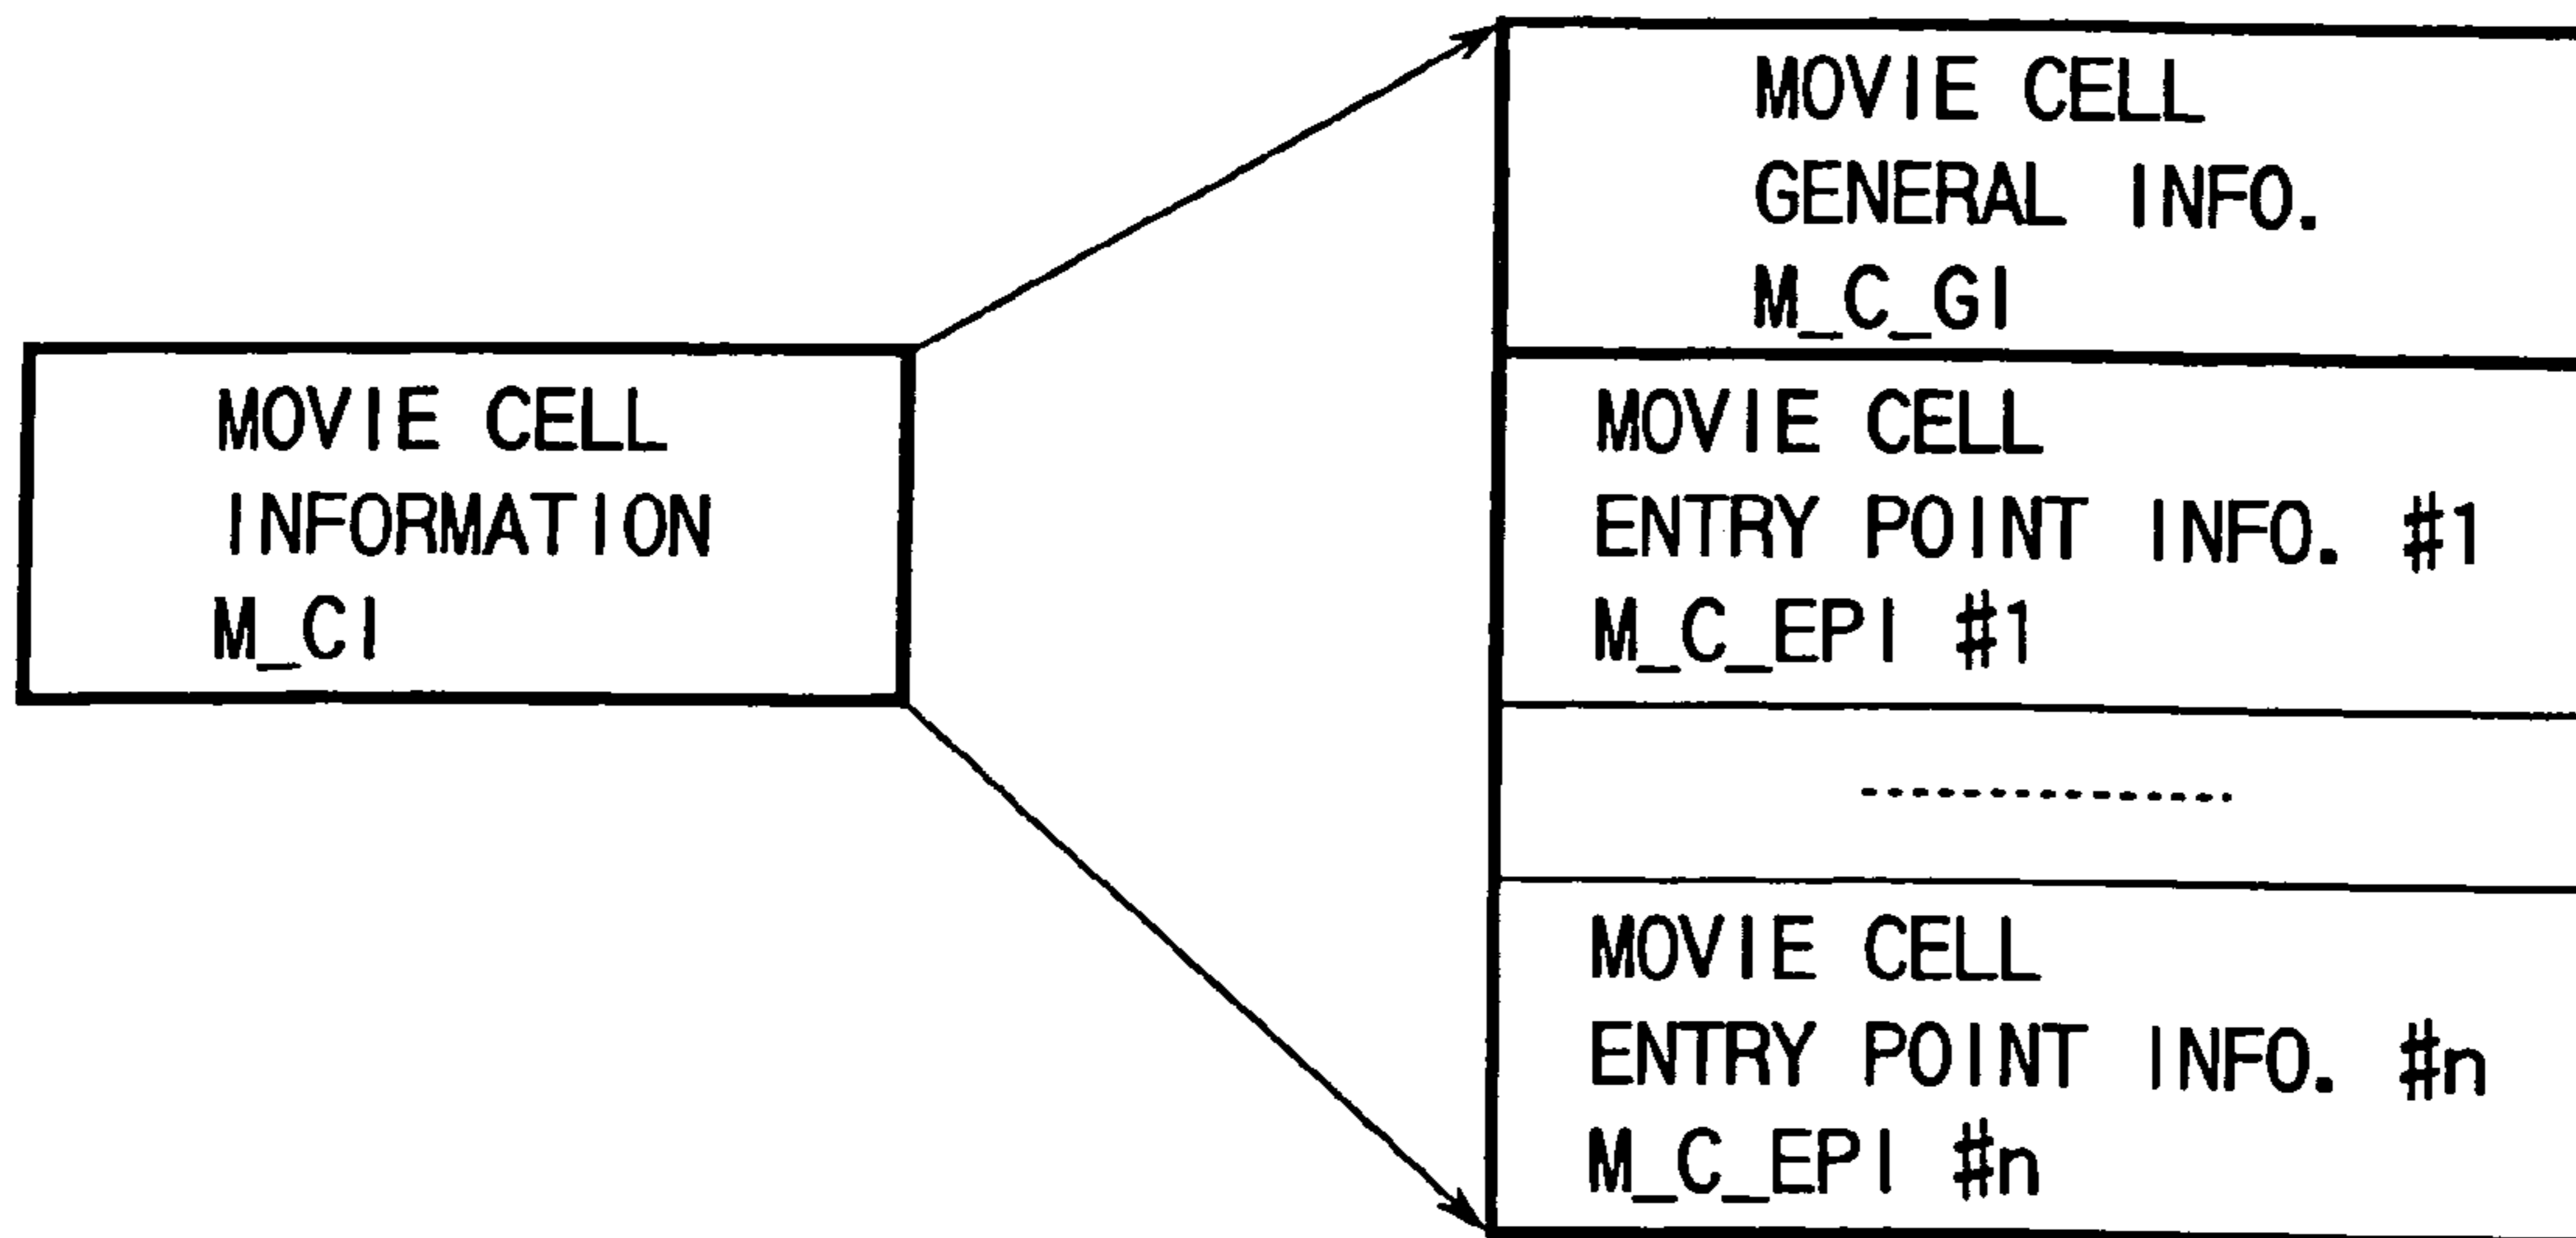 MOVIE CELL
INFORMATION
M_CI
MOVIE CELL
GENERAL INFO.
M_C_GI
MOVIE CELL
ENTRY POINT INFO. #1
M_C_EPI #1
MOVIE CELL
ENTRY POINT INFO. #n
M_C_EPI #n